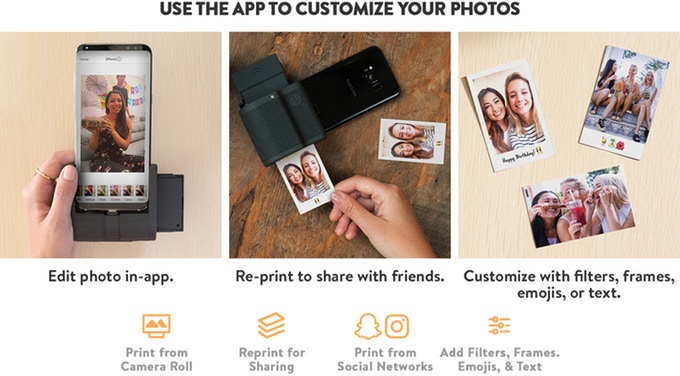 USE THE APP TO CUSTOMIZE YOUR PHOTOS
Edit photo in-app.
Re-print to share with friends.
Customize with filters, frames,
emojis, or text.
Happy Birthday!
SAMSUNG
Print from
Camera Roll
Reprint for
Sharing
Print from
Social Networks
Add Filters, Frames.
Emojis, & Text